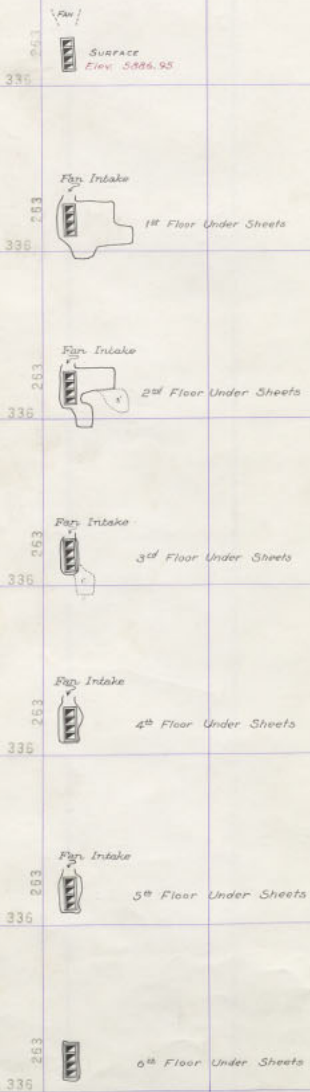 FAN
263
SURFACE
Elev. 5886.95
336
Fan Intake
263
1st Floor Under Sheets
336
Fan Intake
263
2nd Floor Under Sheets
336
Fan Intake
263
3rd Floor Under Sheets
336
Fan Intake
263
4th Floor Under Sheets
336
Fan Intake
263
5th Floor Under Sheets
336
263
6th Floor Under Sheets
336